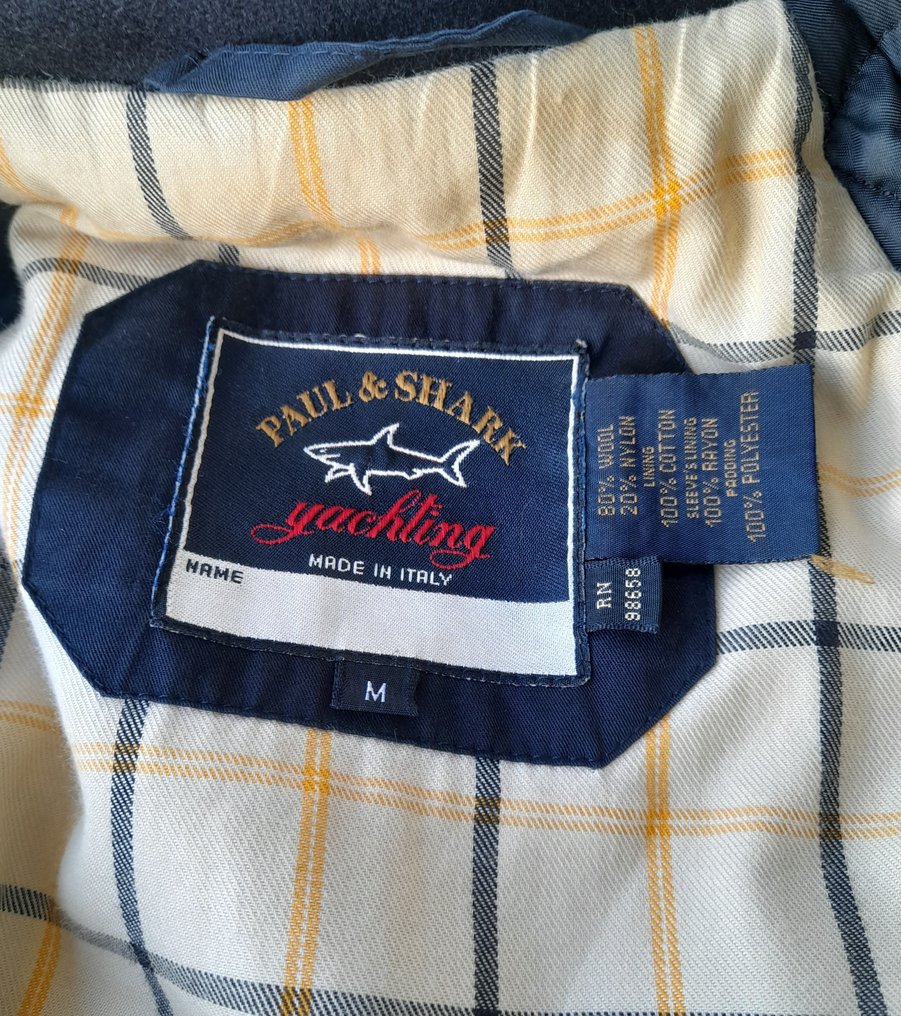 PAUL & SHARK
yachting
MADE IN ITALY
NAME
M
80% WOOL
20% NYLON
LINING
100% COTTON
SLEEVE'S LINING
100% RAYON
PADDING
100% POLYESTER
RN
98658